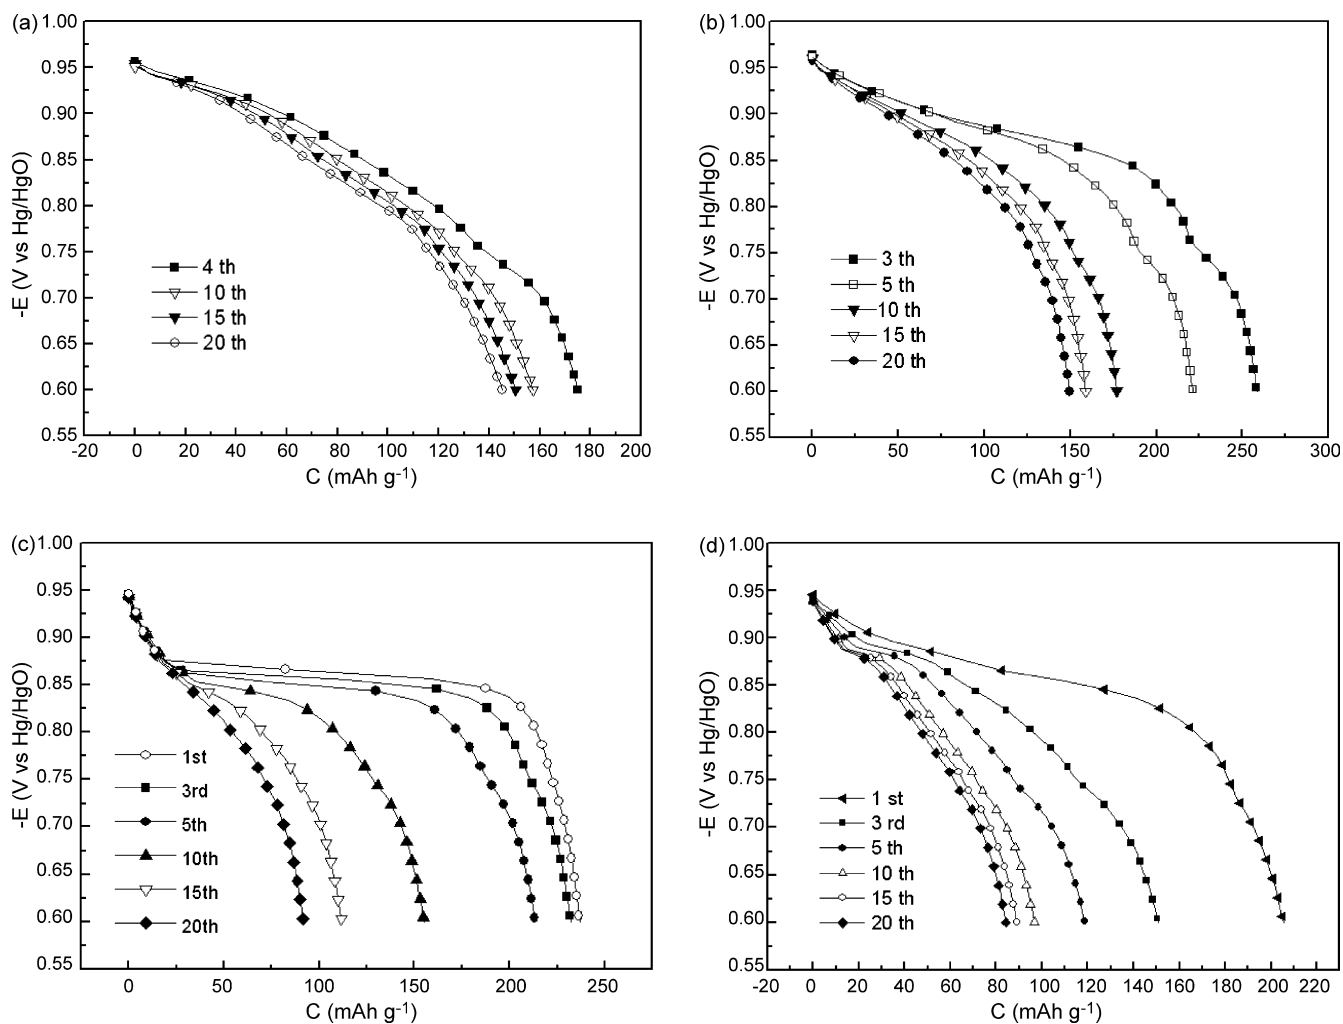 (a)
1.00
0.95
0.90
0.85
0.80
0.75
0.70
0.65
0.60
0.55
-E (V vs Hg/HgO)
4 th
10 th
15 th
20 th
-20 0 20 40 60 80 100 120 140 160 180 200
C (mAh g-1)
(b)
1.00
0.95
0.90
0.85
0.80
0.75
0.70
0.65
0.60
0.55
-E (V vs Hg/HgO)
3 th
5 th
10 th
15 th
20 th
0 50 100 150 200 250 300
C (mAh g-1)
(c)
1.00
0.95
0.90
0.85
0.80
0.75
0.70
0.65
0.60
0.55
-E (V vs Hg/HgO)
1st
3rd
5th
10th
15th
20th
0 50 100 150 200 250
C (mAh g-1)
(d)
1.00
0.95
0.90
0.85
0.80
0.75
0.70
0.65
0.60
0.55
-E (V vs Hg/HgO)
1 st
3 rd
5 th
10 th
15 th
20 th
-20 0 20 40 60 80 100 120 140 160 180 200 220
C (mAh g-1)